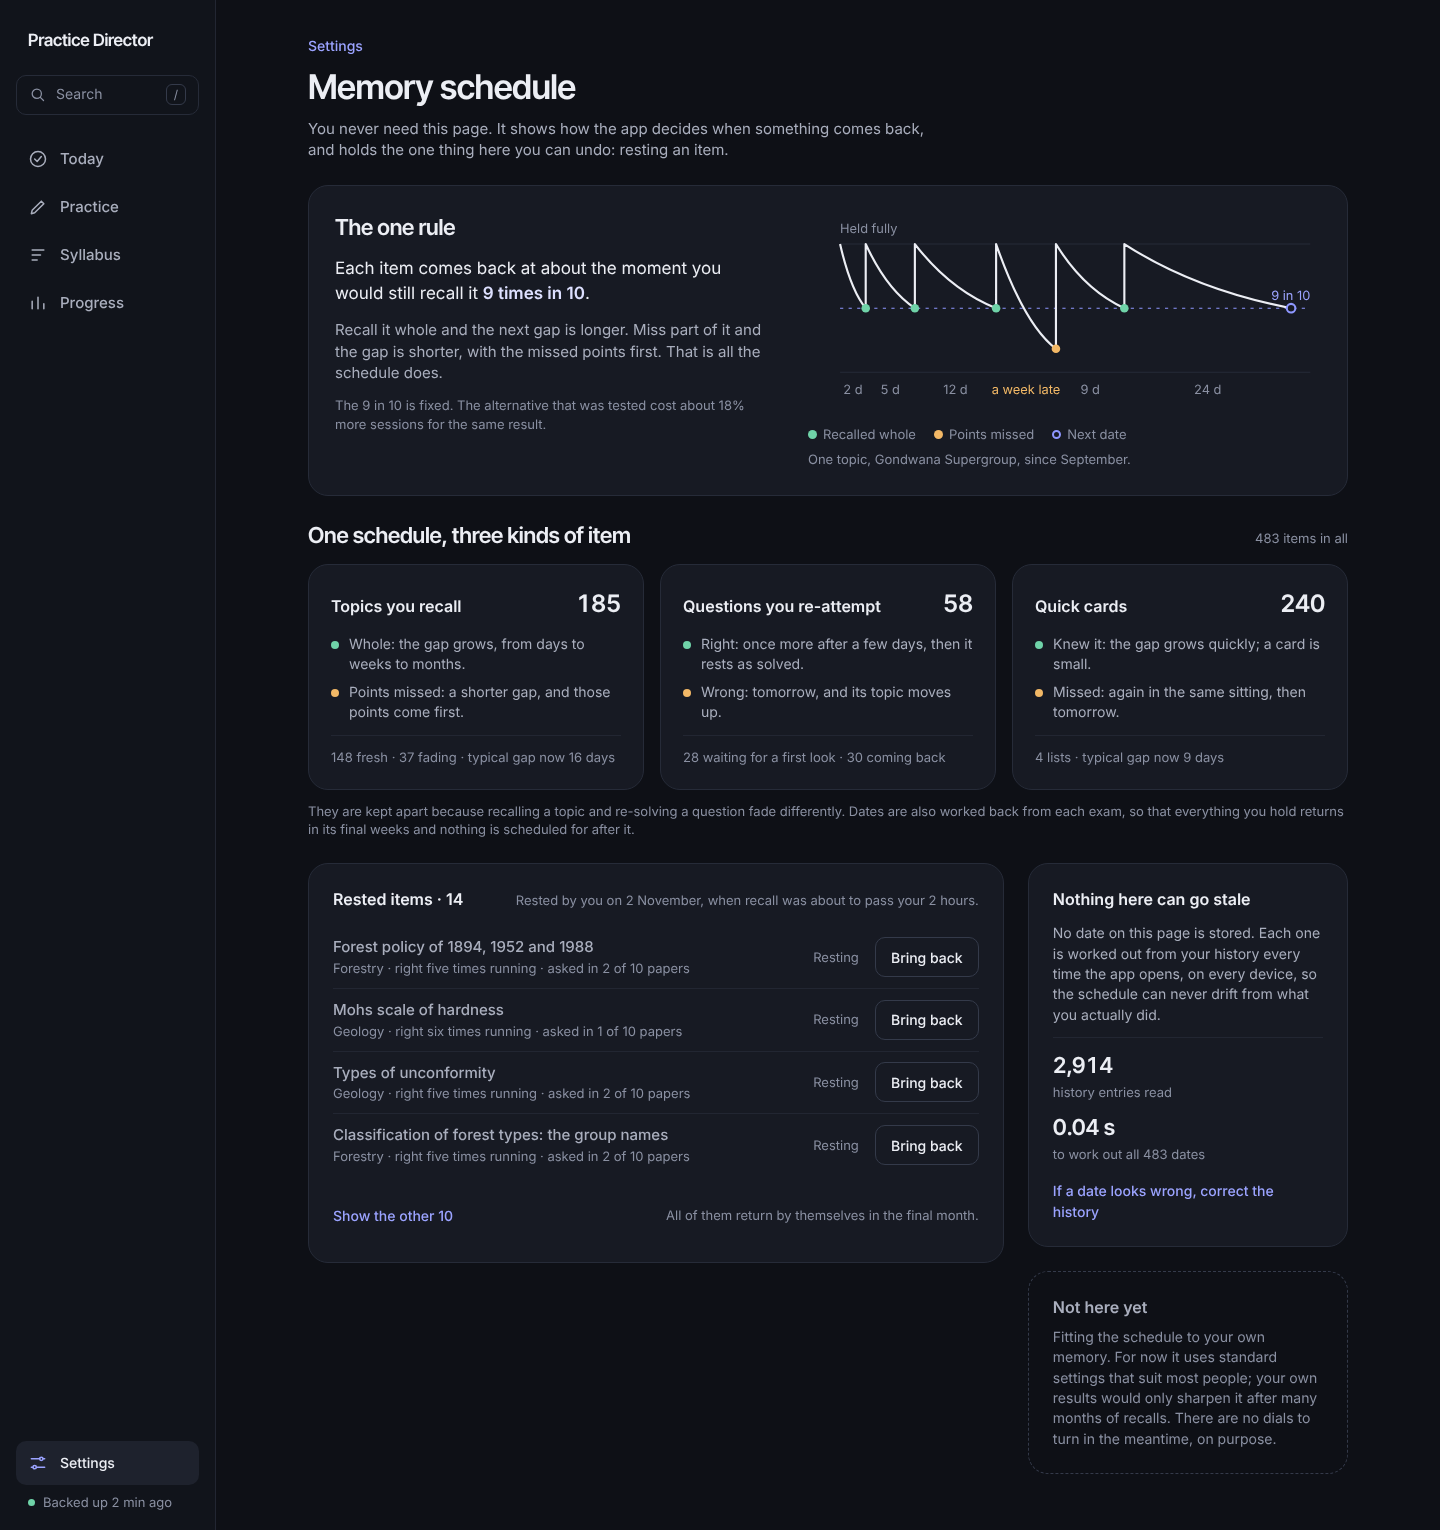 Practice Director
Search
/
Today
Practice
Syllabus
Progress
Settings
Backed up 2 min ago
Settings
Memory schedule
You never need this page. It shows how the app decides when something comes back,
and holds the one thing here you can undo: resting an item.
The one rule
Each item comes back at about the moment you
would still recall it 9 times in 10.
Recall it whole and the next gap is longer. Miss part of it and
the gap is shorter, with the missed points first. That is all the
schedule does.
The 9 in 10 is fixed. The alternative that was tested cost about 18%
more sessions for the same result.
Held fully
9 in 10
2 d 5 d 12 d a week late 9 d 24 d
Recalled whole Points missed Next date
One topic, Gondwana Supergroup, since September.
One schedule, three kinds of item
483 items in all
Topics you recall 185
Whole: the gap grows, from days to
weeks to months.
Points missed: a shorter gap, and those
points come first.
148 fresh · 37 fading · typical gap now 16 days
Questions you re-attempt 58
Right: once more after a few days, then it
rests as solved.
Wrong: tomorrow, and its topic moves
up.
28 waiting for a first look · 30 coming back
Quick cards 240
Knew it: the gap grows quickly; a card is
small.
Missed: again in the same sitting, then
tomorrow.
4 lists · typical gap now 9 days
They are kept apart because recalling a topic and re-solving a question fade differently. Dates are also worked back from each exam, so that everything you hold returns
in its final weeks and nothing is scheduled for after it.
Rested items · 14
Rested by you on 2 November, when recall was about to pass your 2 hours.
Forest policy of 1894, 1952 and 1988
Forestry · right five times running · asked in 2 of 10 papers
Resting
Bring back
Mohs scale of hardness
Geology · right six times running · asked in 1 of 10 papers
Resting
Bring back
Types of unconformity
Geology · right five times running · asked in 2 of 10 papers
Resting
Bring back
Classification of forest types: the group names
Forestry · right five times running · asked in 2 of 10 papers
Resting
Bring back
Show the other 10
All of them return by themselves in the final month.
Nothing here can go stale
No date on this page is stored. Each one
is worked out from your history every
time the app opens, on every device, so
the schedule can never drift from what
you actually did.
2,914
history entries read
0.04 s
to work out all 483 dates
If a date looks wrong, correct the
history
Not here yet
Fitting the schedule to your own
memory. For now it uses standard
settings that suit most people; your own
results would only sharpen it after many
months of recalls. There are no dials to
turn in the meantime, on purpose.